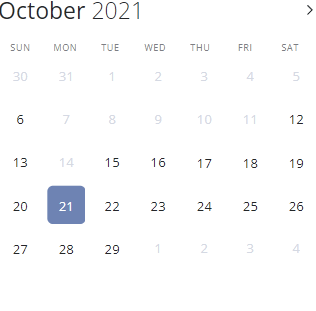 October 2021
SUN MON TUE WED THU FRI SAT
30 31 1 2 3 4 5
6 7 8 9 10 11 12
13 14 15 16 17 18 19
20 21 22 23 24 25 26
27 28 29 1 2 3 4